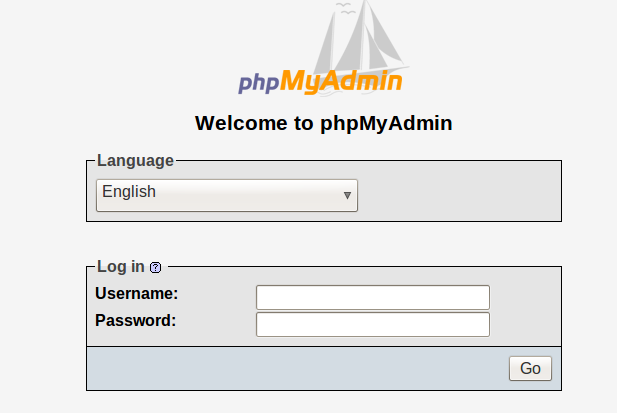 phpMyAdmin
Welcome to phpMyAdmin
Language
English
Log in ?
Username:
Password:
Go